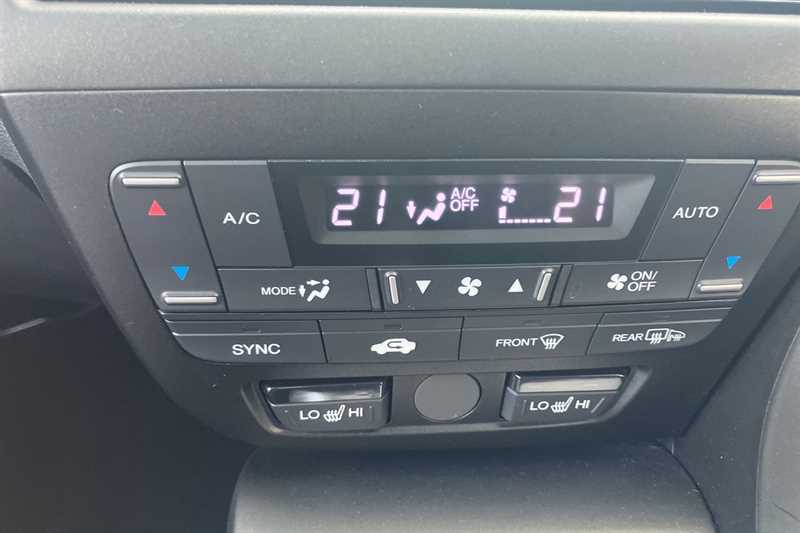 A/C
21 A/C OFF 21
AUTO
MODE
ON/
OFF
SYNC
FRONT
REAR
LO HI
LO HI